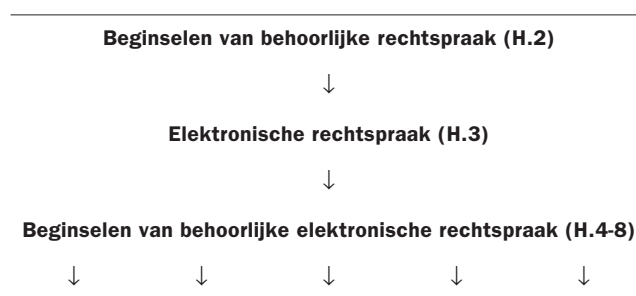 Beginselen van behoorlijke rechtspraak (H.2)
↓
Elektronische rechtspraak (H.3)
↓
Beginselen van behoorlijke elektronische rechtspraak (H.4-8)
↓ ↓ ↓ ↓ ↓